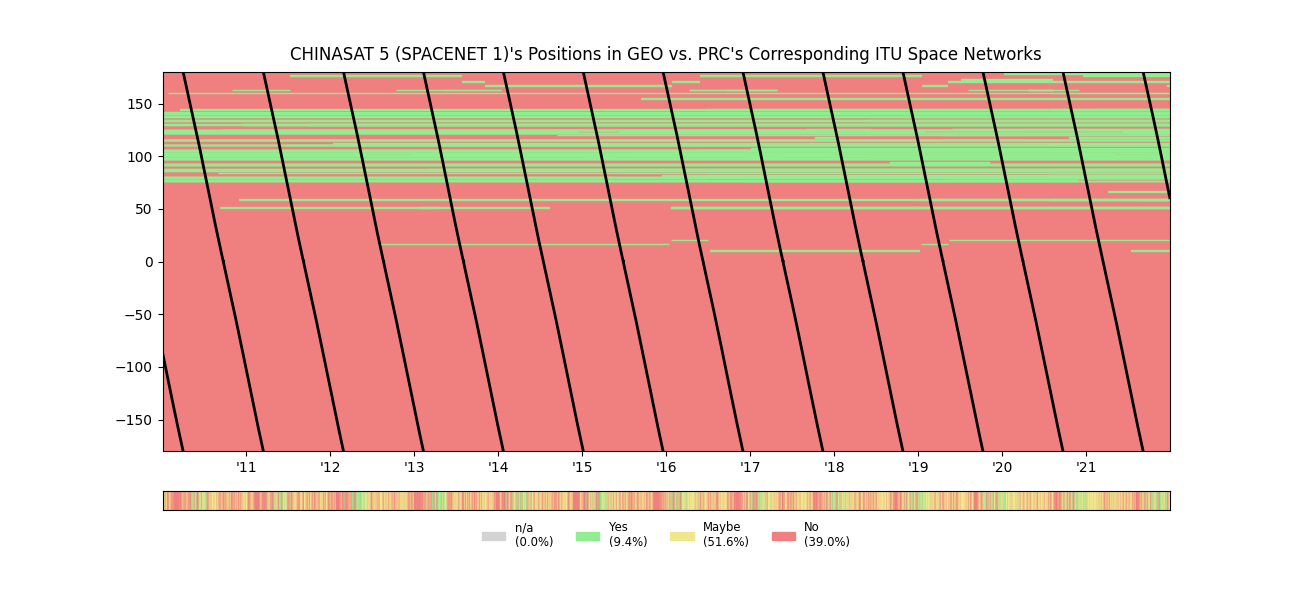 CHINASAT 5 (SPACENET 1)'s Positions in GEO vs. PRC's Corresponding ITU Space Networks
150
100
50
0
−50
−100
−150
'11 '12 '13 '14 '15 '16 '17 '18 '19 '20 '21
n/a Yes Maybe No
(0.0%) (9.4%) (51.6%) (39.0%)